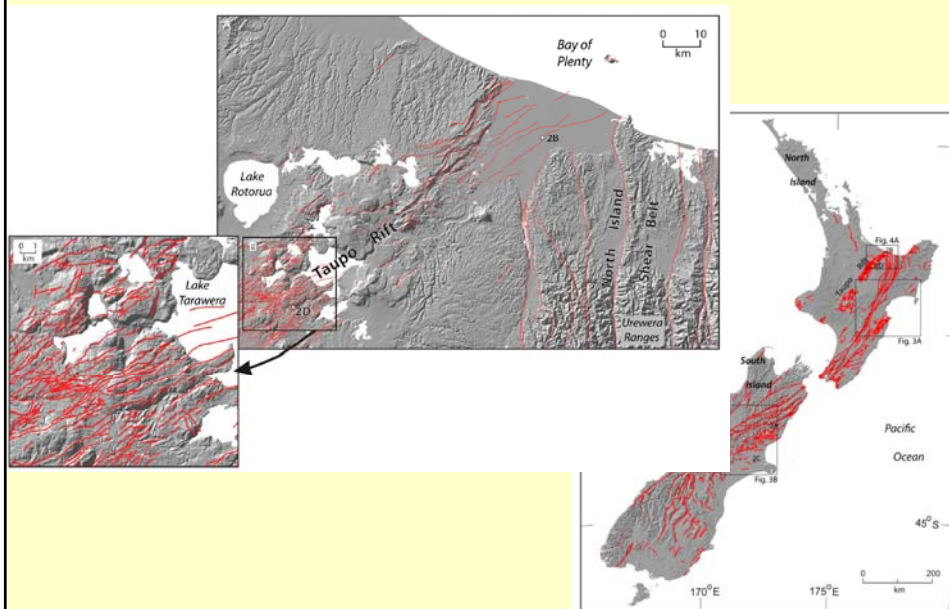 Bay of
Plenty
0 10
km
2B
Lake
Rotorua
Taupo Rift
North Island
Shear Belt
Urewera
Ranges
2D
0 1
km
Lake
Tarawera
North
Island
Fig. 4A
Taupo Rift
Fig. 3A
South
Island
2C
Fig. 3B
Pacific
Ocean
45°S
0 200
km
170°E 175°E